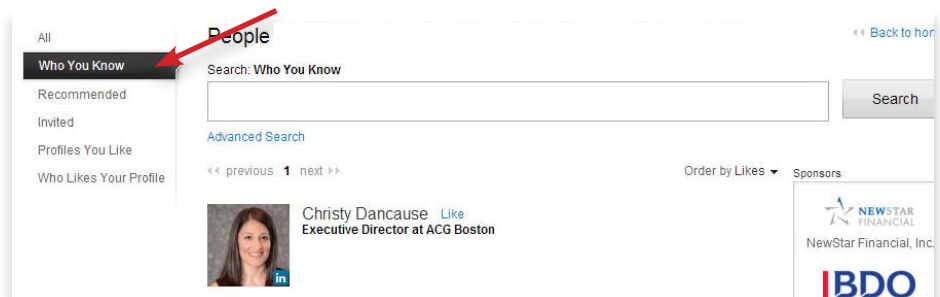 All
Who You Know
Recommended
Invited
Profiles You Like
Who Likes Your Profile
People
‹‹ Back to hor
Search: Who You Know
Search
Advanced Search
‹‹ previous 1 next ››
Order by Likes ▾
Christy Dancause Like
Executive Director at ACG Boston
in
Sponsors
NEWSTAR
FINANCIAL
NewStar Financial, Inc.
BDO